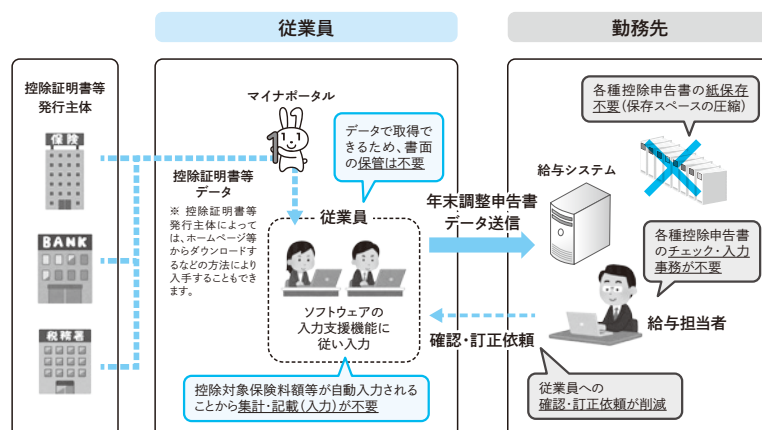 従業員
勤務先
控除証明書等
発行主体
保険
BANK
税務署
マイナポータル
1
データで取得で
きるため、書面
の保管は不要
控除証明書等
データ
※ 控除証明書等
発行主体によって
は、ホームページ等
からダウンロードす
るなどの方法により
入手することもでき
ます。
従業員
ソフトウェアの
入力支援機能に
従い入力
控除対象保険料額等が自動入力される
ことから集計・記載(入力)が不要
年末調整申告書
データ送信
確認・訂正依頼
各種控除申告書の紙保存
不要(保存スペースの圧縮)
給与システム
各種控除申告書
のチェック・入力
事務が不要
給与担当者
従業員への
確認・訂正依頼が削減